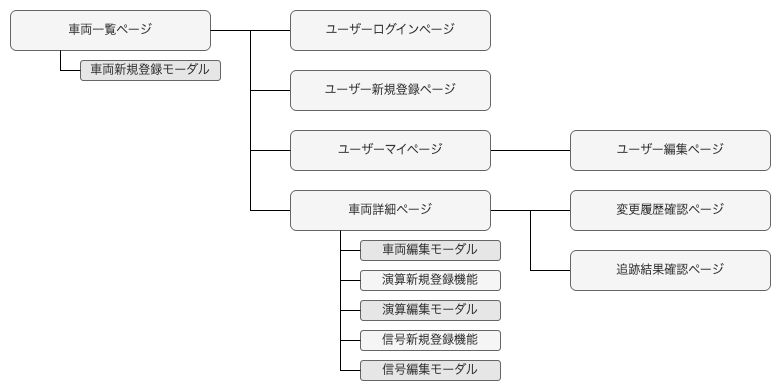 車両一覧ページ
車両新規登録モーダル
ユーザーログインページ
ユーザー新規登録ページ
ユーザーマイページ
ユーザー編集ページ
車両詳細ページ
車両編集モーダル
演算新規登録機能
演算編集モーダル
信号新規登録機能
信号編集モーダル
変更履歴確認ページ
追跡結果確認ページ